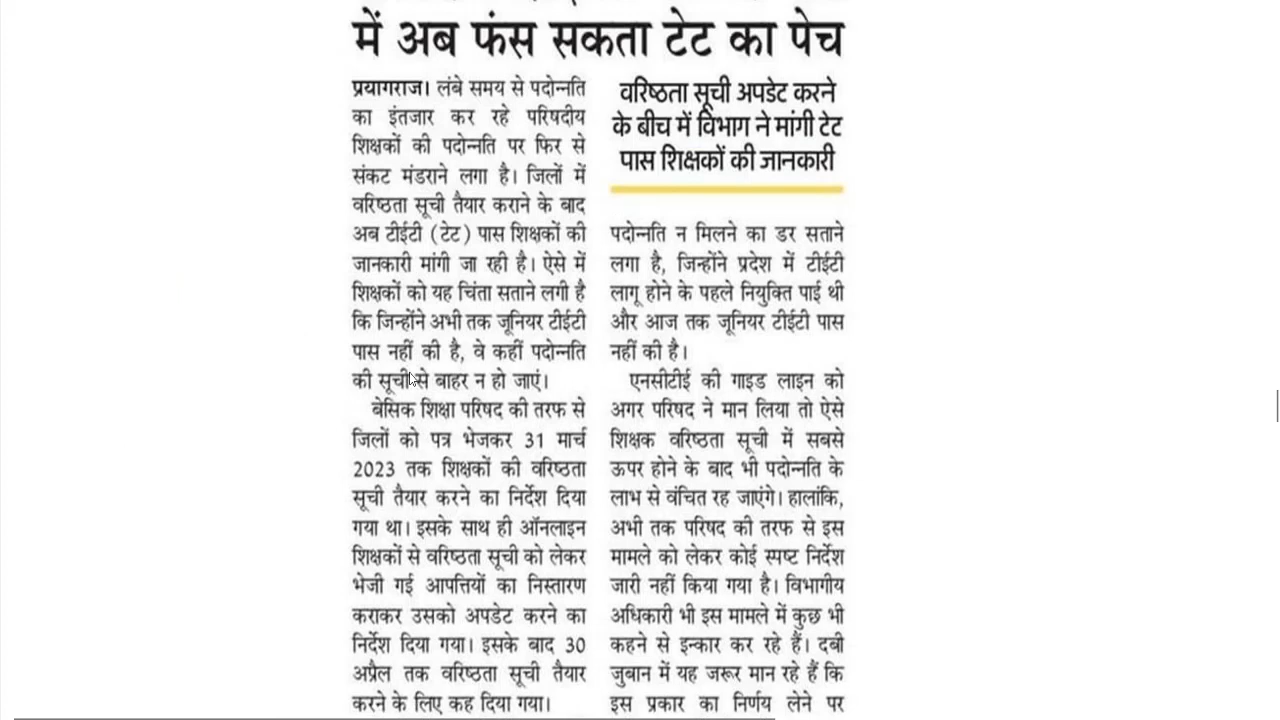 में अब फंस सकता टेट का पेच
प्रयागराज। लंबे समय से पदोन्नति
का इंतजार कर रहे परिषदीय
शिक्षकों की पदोन्नति पर फिर से
संकट मंडराने लगा है। जिलों में
वरिष्ठता सूची तैयार कराने के बाद
अब टीईटी (टेट) पास शिक्षकों की
जानकारी मांगी जा रही है। ऐसे में
शिक्षकों को यह चिंता सताने लगी है
कि जिन्होंने अभी तक जूनियर टीईटी
पास नहीं की है, वे कहीं पदोन्नति
की सूची से बाहर न हो जाएं।
बेसिक शिक्षा परिषद की तरफ से
जिलों को पत्र भेजकर 31 मार्च
2023 तक शिक्षकों की वरिष्ठता
सूची तैयार करने का निर्देश दिया
गया था। इसके साथ ही ऑनलाइन
शिक्षकों से वरिष्ठता सूची को लेकर
भेजी गई आपत्तियों का निस्तारण
कराकर उसको अपडेट करने का
निर्देश दिया गया। इसके बाद 30
अप्रैल तक वरिष्ठता सूची तैयार
करने के लिए कह दिया गया।
वरिष्ठता सूची अपडेट करने
के बीच में विभाग ने मांगी टेट
पास शिक्षकों की जानकारी
पदोन्नति न मिलने का डर सताने
लगा है, जिन्होंने प्रदेश में टीईटी
लागू होने के पहले नियुक्ति पाई थी
और आज तक जूनियर टीईटी पास
नहीं की है।
एनसीटीई की गाइड लाइन को
अगर परिषद ने मान लिया तो ऐसे
शिक्षक वरिष्ठता सूची में सबसे
ऊपर होने के बाद भी पदोन्नति के
लाभ से वंचित रह जाएंगे। हालांकि,
अभी तक परिषद की तरफ से इस
मामले को लेकर कोई स्पष्ट निर्देश
जारी नहीं किया गया है। विभागीय
अधिकारी भी इस मामले में कुछ भी
कहने से इन्कार कर रहे हैं। दबी
जुबान में यह जरूर मान रहे हैं कि
इस प्रकार का निर्णय लेने पर